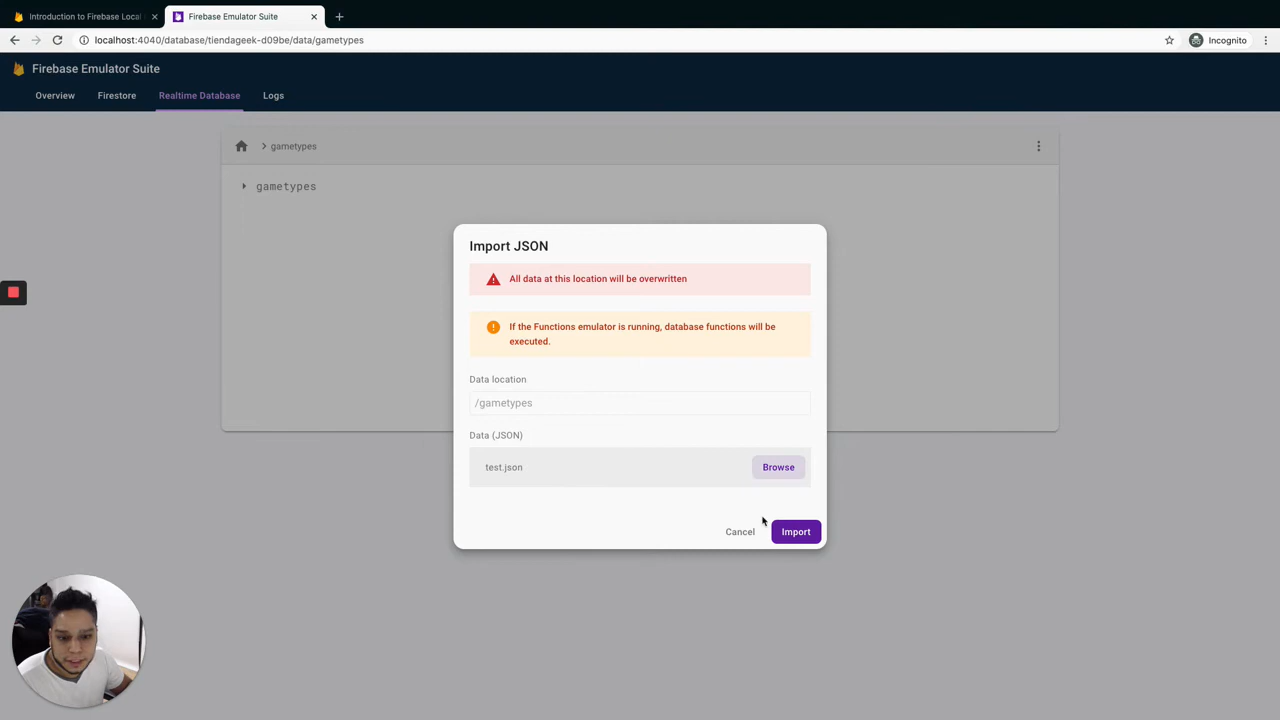 Introduction to Firebase Local
Firebase Emulator Suite
localhost:4040/database/tiendageek-d09be/data/gametypes
Incognito
Firebase Emulator Suite
Overview
Firestore
Realtime Database
Logs
gametypes
gametypes
Import JSON
All data at this location will be overwritten
If the Functions emulator is running, database functions will be
executed.
Data location
/gametypes
Data (JSON)
test.json
Browse
Cancel
Import